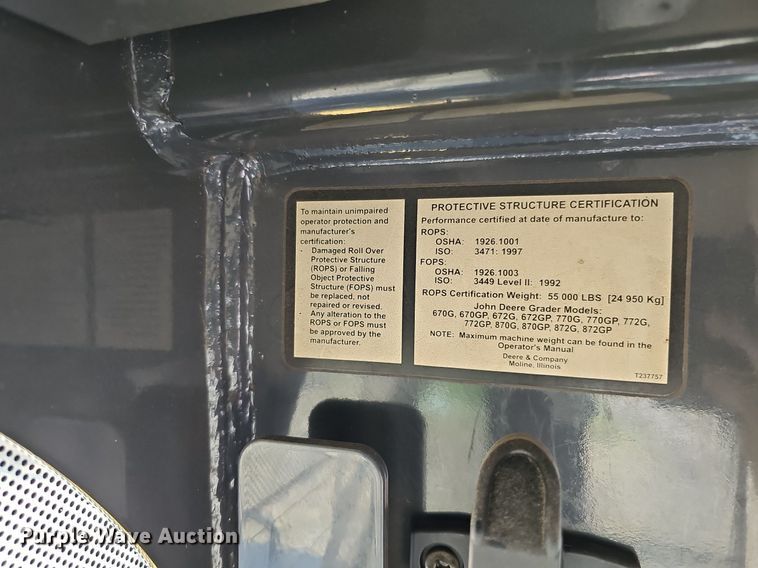 To maintain unimpaired
operator protection and
manufacturer's
certification:
- Damaged Roll Over
Protective Structure
(ROPS) or Falling
Object Protective
Structure (FOPS) must
be replaced, not
repaired or revised.
- Any alteration to the
ROPS or FOPS must
be approved by the
manufacturer.
PROTECTIVE STRUCTURE CERTIFICATION
Performance certified at date of manufacture to:
ROPS:
OSHA: 1926.1001
ISO: 3471: 1997
FOPS:
OSHA: 1926.1003
ISO: 3449 Level II: 1992
ROPS Certification Weight: 55 000 LBS [24 950 Kg]
John Deere Grader Models:
670G, 670GP, 672G, 672GP, 770G, 770GP, 772G,
772GP, 870G, 870GP, 872G, 872GP
NOTE: Maximum machine weight can be found in the
Operator's Manual
Deere & Company
Moline, Illinois
T237757
Purple Wave Auction